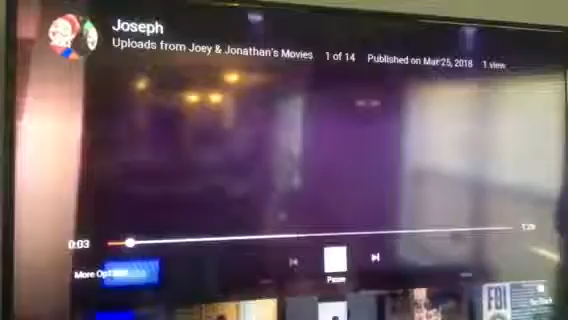 Joseph
Uploads from Joey & Jonathan's Movies 1 of 14 Published on Mar 25, 2018 1 view
0:03
Pause
More Options
FBI